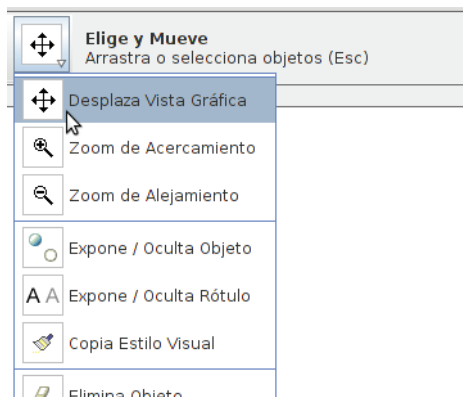 Elige y Mueve
Arrastra o selecciona objetos (Esc)
Desplaza Vista Gráfica
Zoom de Acercamiento
Zoom de Alejamiento
Expone / Oculta Objeto
A A Expone / Oculta Rótulo
Copia Estilo Visual
Elimina Objeto